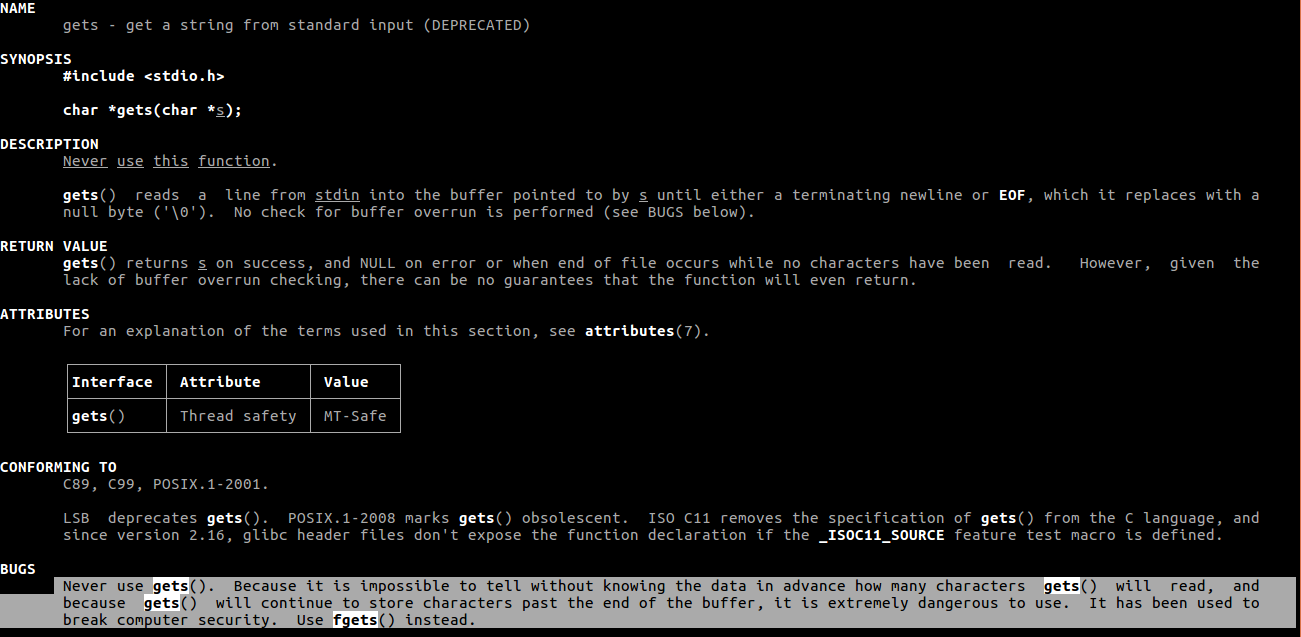 NAME
gets - get a string from standard input (DEPRECATED)
SYNOPSIS
#include <stdio.h>
char *gets(char *s);
DESCRIPTION
Never use this function.
gets()  reads  a  line from stdin into the buffer pointed to by s until either a terminating newline or EOF, which it replaces with a
null byte ('\0').  No check for buffer overrun is performed (see BUGS below).
RETURN VALUE
gets() returns s on success, and NULL on error or when end of file occurs while no characters have been  read.   However,  given  the
lack of buffer overrun checking, there can be no guarantees that the function will even return.
ATTRIBUTES
For an explanation of the terms used in this section, see attributes(7).
Interface Attribute Value
gets() Thread safety MT-Safe
CONFORMING TO
C89, C99, POSIX.1-2001.
LSB  deprecates gets().  POSIX.1-2008 marks gets() obsolescent.  ISO C11 removes the specification of gets() from the C language, and
since version 2.16, glibc header files don't expose the function declaration if the _ISOC11_SOURCE feature test macro is defined.
BUGS
Never use gets().  Because it is impossible to tell without knowing the data in advance how many characters  gets()  will  read,  and
because  gets()  will continue to store characters past the end of the buffer, it is extremely dangerous to use.  It has been used to
break computer security.  Use fgets() instead.